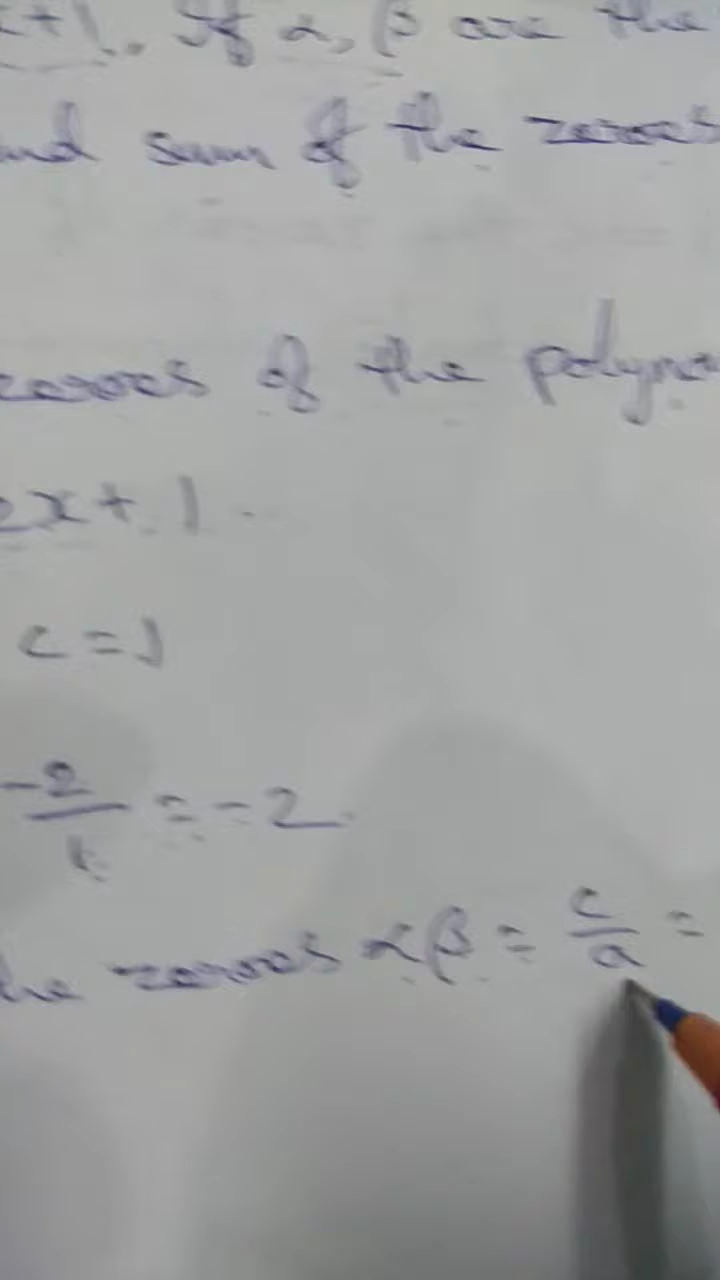 x+1. If α, β are the
and sum of the zeroes
zeroes of the polyno
2x+1.
c=1
-2/1 = -2
he zeroes αβ = c/a =